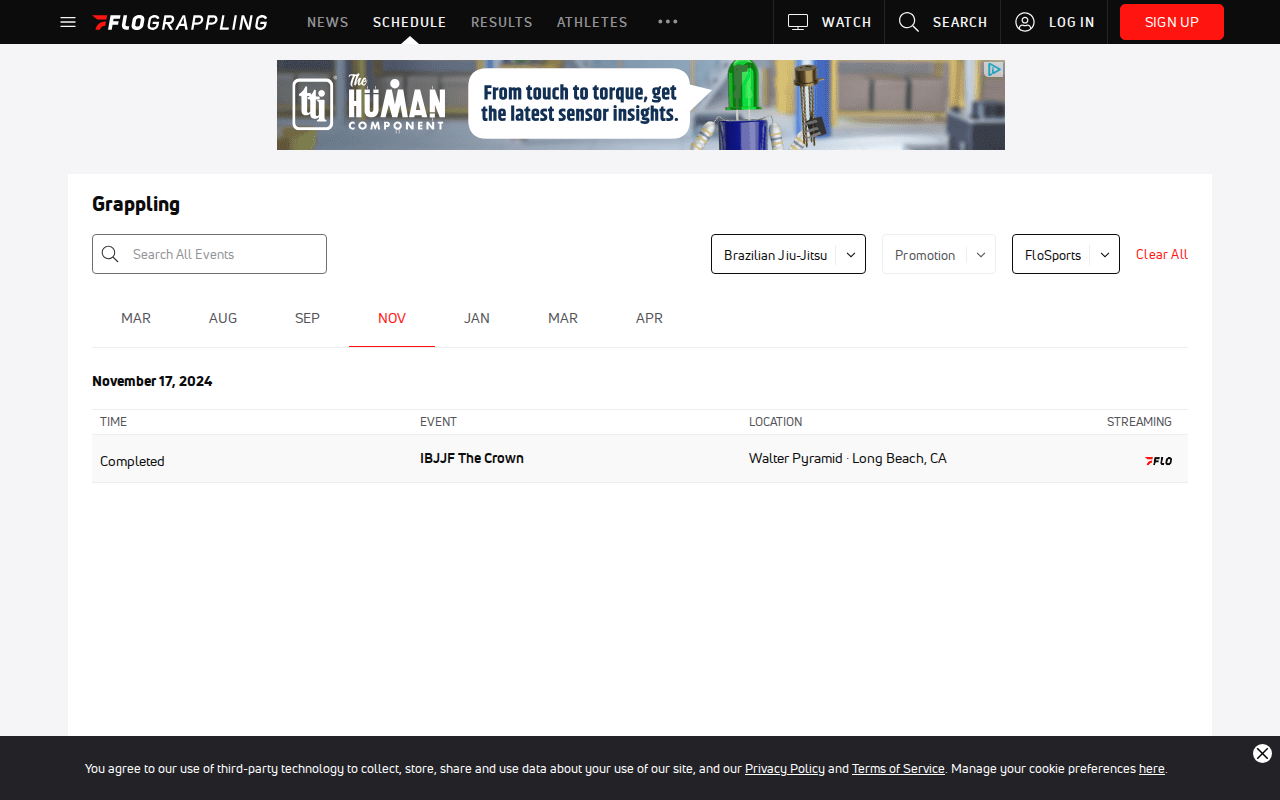 FLOGRAPPLING
NEWS
SCHEDULE
RESULTS
ATHLETES
WATCH
SEARCH
LOG IN
SIGN UP
tti
The
HUMAN
COMPONENT
From touch to torque, get
the latest sensor insights.
Grappling
Search All Events
Brazilian Jiu-Jitsu
Promotion
FloSports
Clear All
MAR
AUG
SEP
NOV
JAN
MAR
APR
November 17, 2024
TIME
EVENT
LOCATION
STREAMING
Completed
IBJJF The Crown
Walter Pyramid · Long Beach, CA
FLO
You agree to our use of third-party technology to collect, store, share and use data about your use of our site, and our Privacy Policy and Terms of Service. Manage your cookie preferences here.